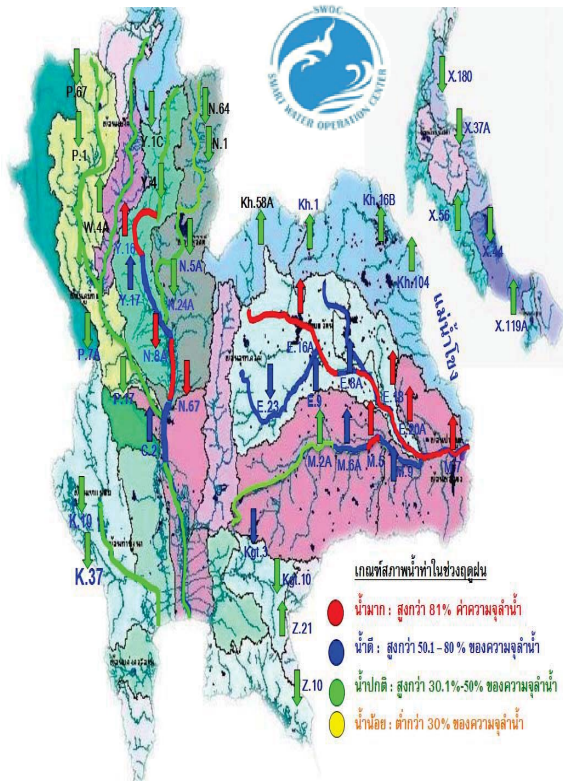 SWOC
SMART WATER OPERATION CENTER
P.67
N.64
X.180
Y.1C
N.1
X.37A
P.1
Y.4
Kh.58A
Kh.1
Kh.16B
W.4A
X.56
X.44
Y.16
N.5A
Kh.104
Y.17
N.24A
X.119A
แม่น้ำโขง
P.7A
N.8A
E.16A
E.8A
P.17
N.67
E.23
E.9
E.18
E.20A
C.2
M.2A
M.6A
M.5
M.9
M.7
K.10
Kgt.3
K.37
Kgt.10
Z.21
Z.10
เกณฑ์สภาพน้ำท่าในช่วงฤดูฝน
น้ำมาก : สูงกว่า 81% ค่าความจุลำน้ำ
น้ำดี : สูงกว่า 50.1 – 80 % ของความจุลำน้ำ
น้ำปกติ : สูงกว่า 30.1%-50% ของความจุลำน้ำ
น้ำน้อย : ต่ำกว่า 30% ของความจุลำน้ำ